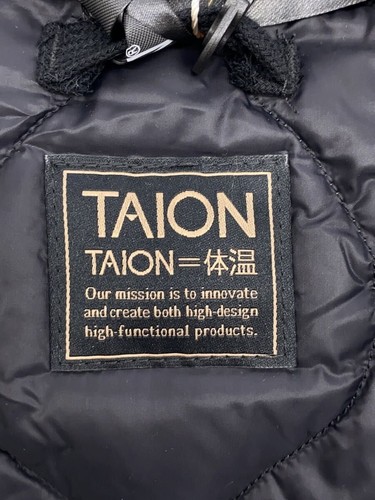 TAION
TAION=体温
Our mission is to innovate
and create both high-design
high-functional products.